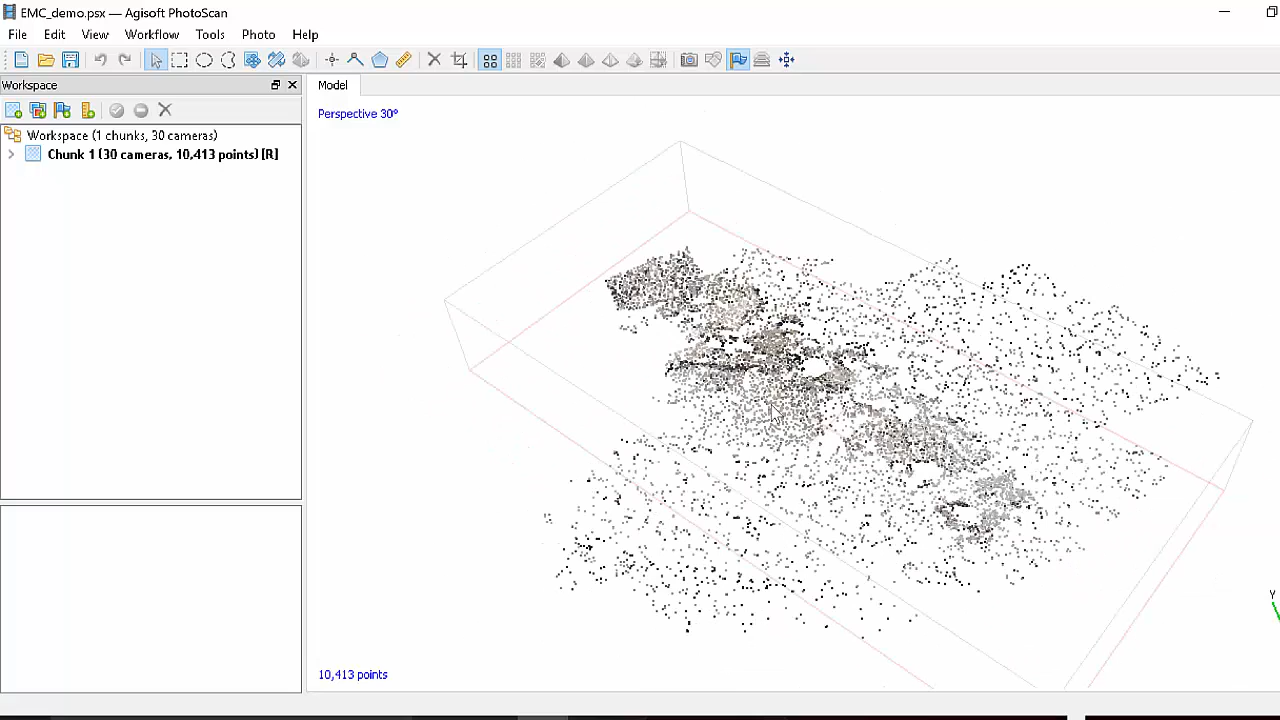 EMC_demo.psx — Agisoft PhotoScan
File Edit View Workflow Tools Photo Help
Workspace
Model
Workspace (1 chunks, 30 cameras)
Chunk 1 (30 cameras, 10,413 points) [R]
Perspective 30°
Y
10,413 points